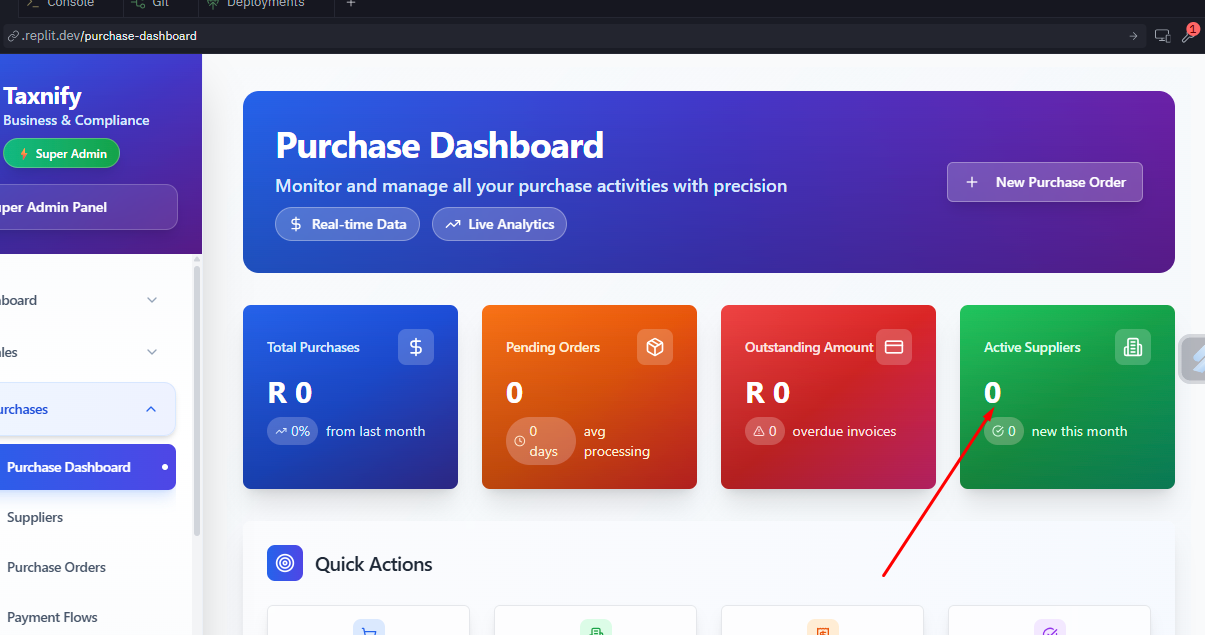 Console
Git
Deployments
.replit.dev/purchase-dashboard
1
Taxnify
Business & Compliance
Super Admin
per Admin Panel
board
les
rchases
Purchase Dashboard
Suppliers
Purchase Orders
Payment Flows
Purchase Dashboard
Monitor and manage all your purchase activities with precision
Real-time Data
Live Analytics
+ New Purchase Order
Total Purchases
$
R 0
0% from last month
Pending Orders
0
0 days avg processing
Outstanding Amount
R 0
0 overdue invoices
Active Suppliers
0
0 new this month
Quick Actions